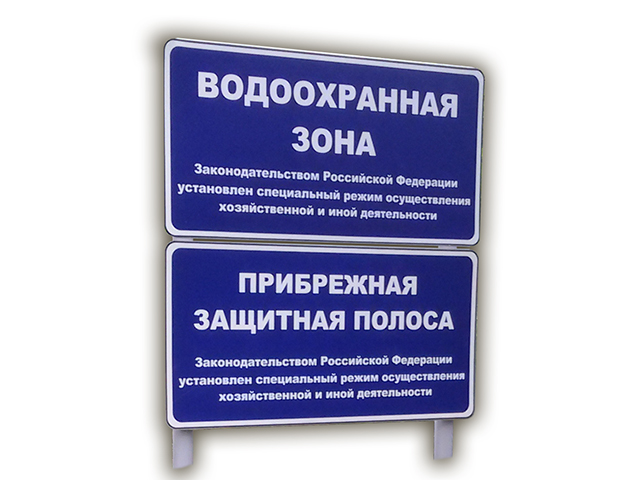 ВОДООХРАННАЯ
ЗОНА
Законодательством Российской Федерации
установлен специальный режим осуществления
хозяйственной и иной деятельности
ПРИБРЕЖНАЯ
ЗАЩИТНАЯ ПОЛОСА
Законодательством Российской Федерации
установлен специальный режим осуществления
хозяйственной и иной деятельности